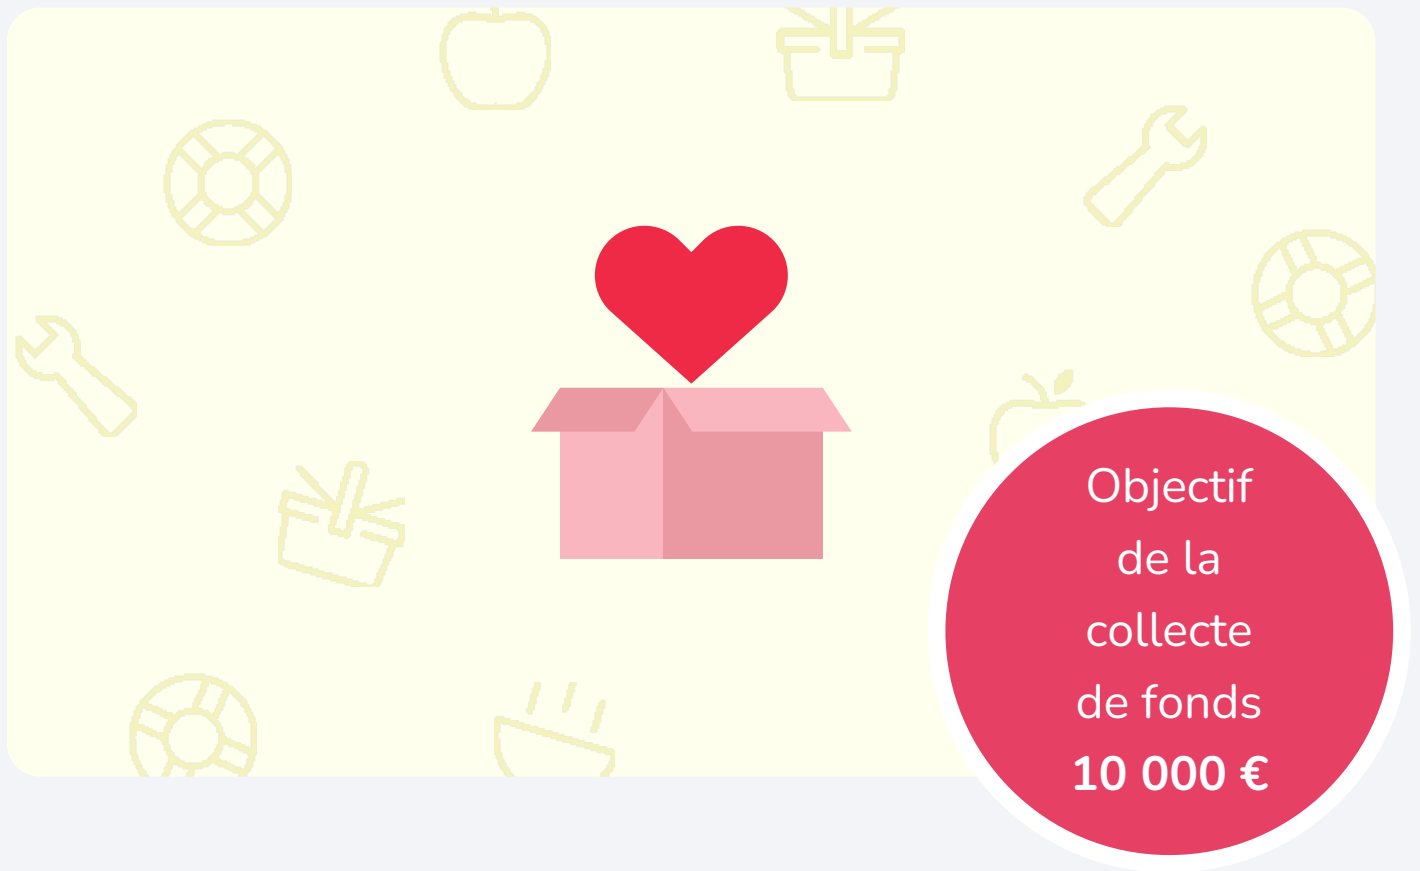 Objectif
de la
collecte
de fonds
10 000 €